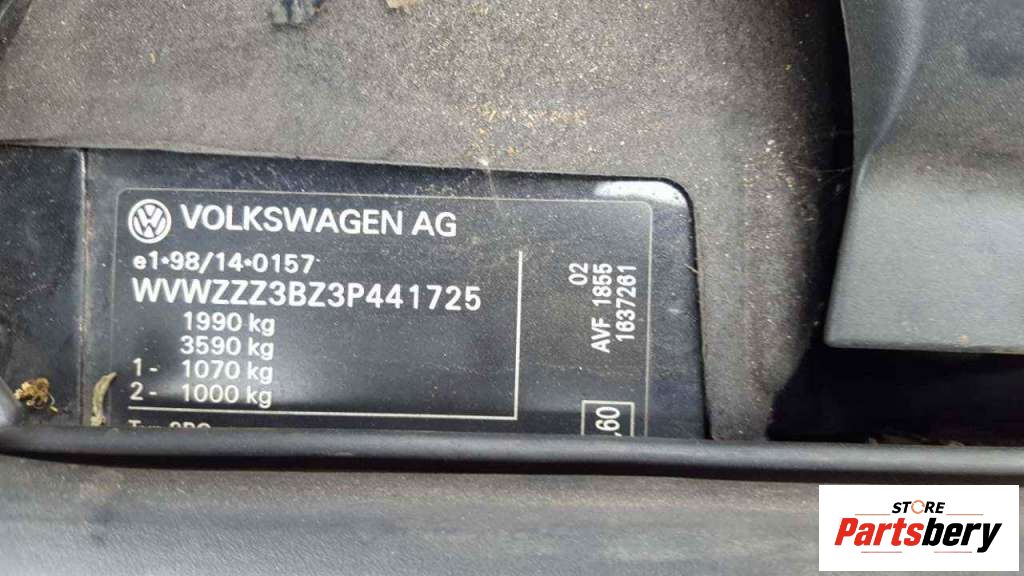 VOLKSWAGEN AG
e1•98/14•0157
WVWZZZ3BZ3P441725
1990 kg
3590 kg
1 - 1070 kg
2 - 1000 kg
02
AVF 1855
1637261
STORE
Partsbery